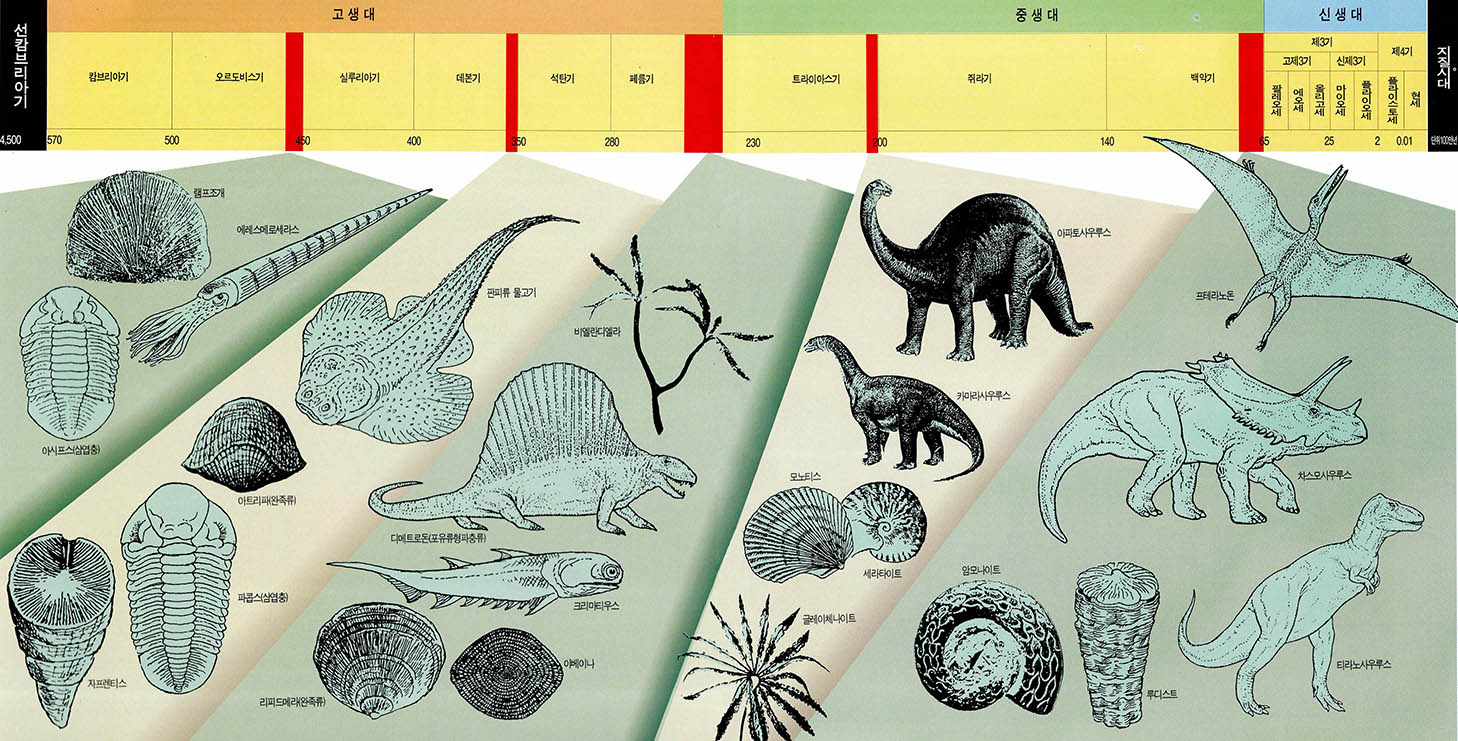 선캄브리아기
고생대
중생대
신생대
지질시대
캄브리아기
오르도비스기
실루리아기
데본기
석탄기
페름기
트라이아스기
쥐라기
백악기
제3기
제4기
고제3기
신제3기
팔레오세
에오세
올리고세
마이오세
플라이오세
플라이스토세
현세
4,500
570
500
450
400
350
280
230
200
140
65
25
2
0.01
단위100만년
램프조개
에레스메로세라스
아시프스(삼엽충)
판피류 물고기
아트리파(완족류)
파콥스(삼엽충)
자프렌티스
비엘란디엘라
디메트로돈(포유류형파충류)
크리마티우스
리피드메라(완족류)
야베이나
아파토사우루스
카마라사우루스
모노티스
세라타이트
글레이체나이트
프테라노돈
차스모사우루스
암모나이트
루디스트
티라노사우루스